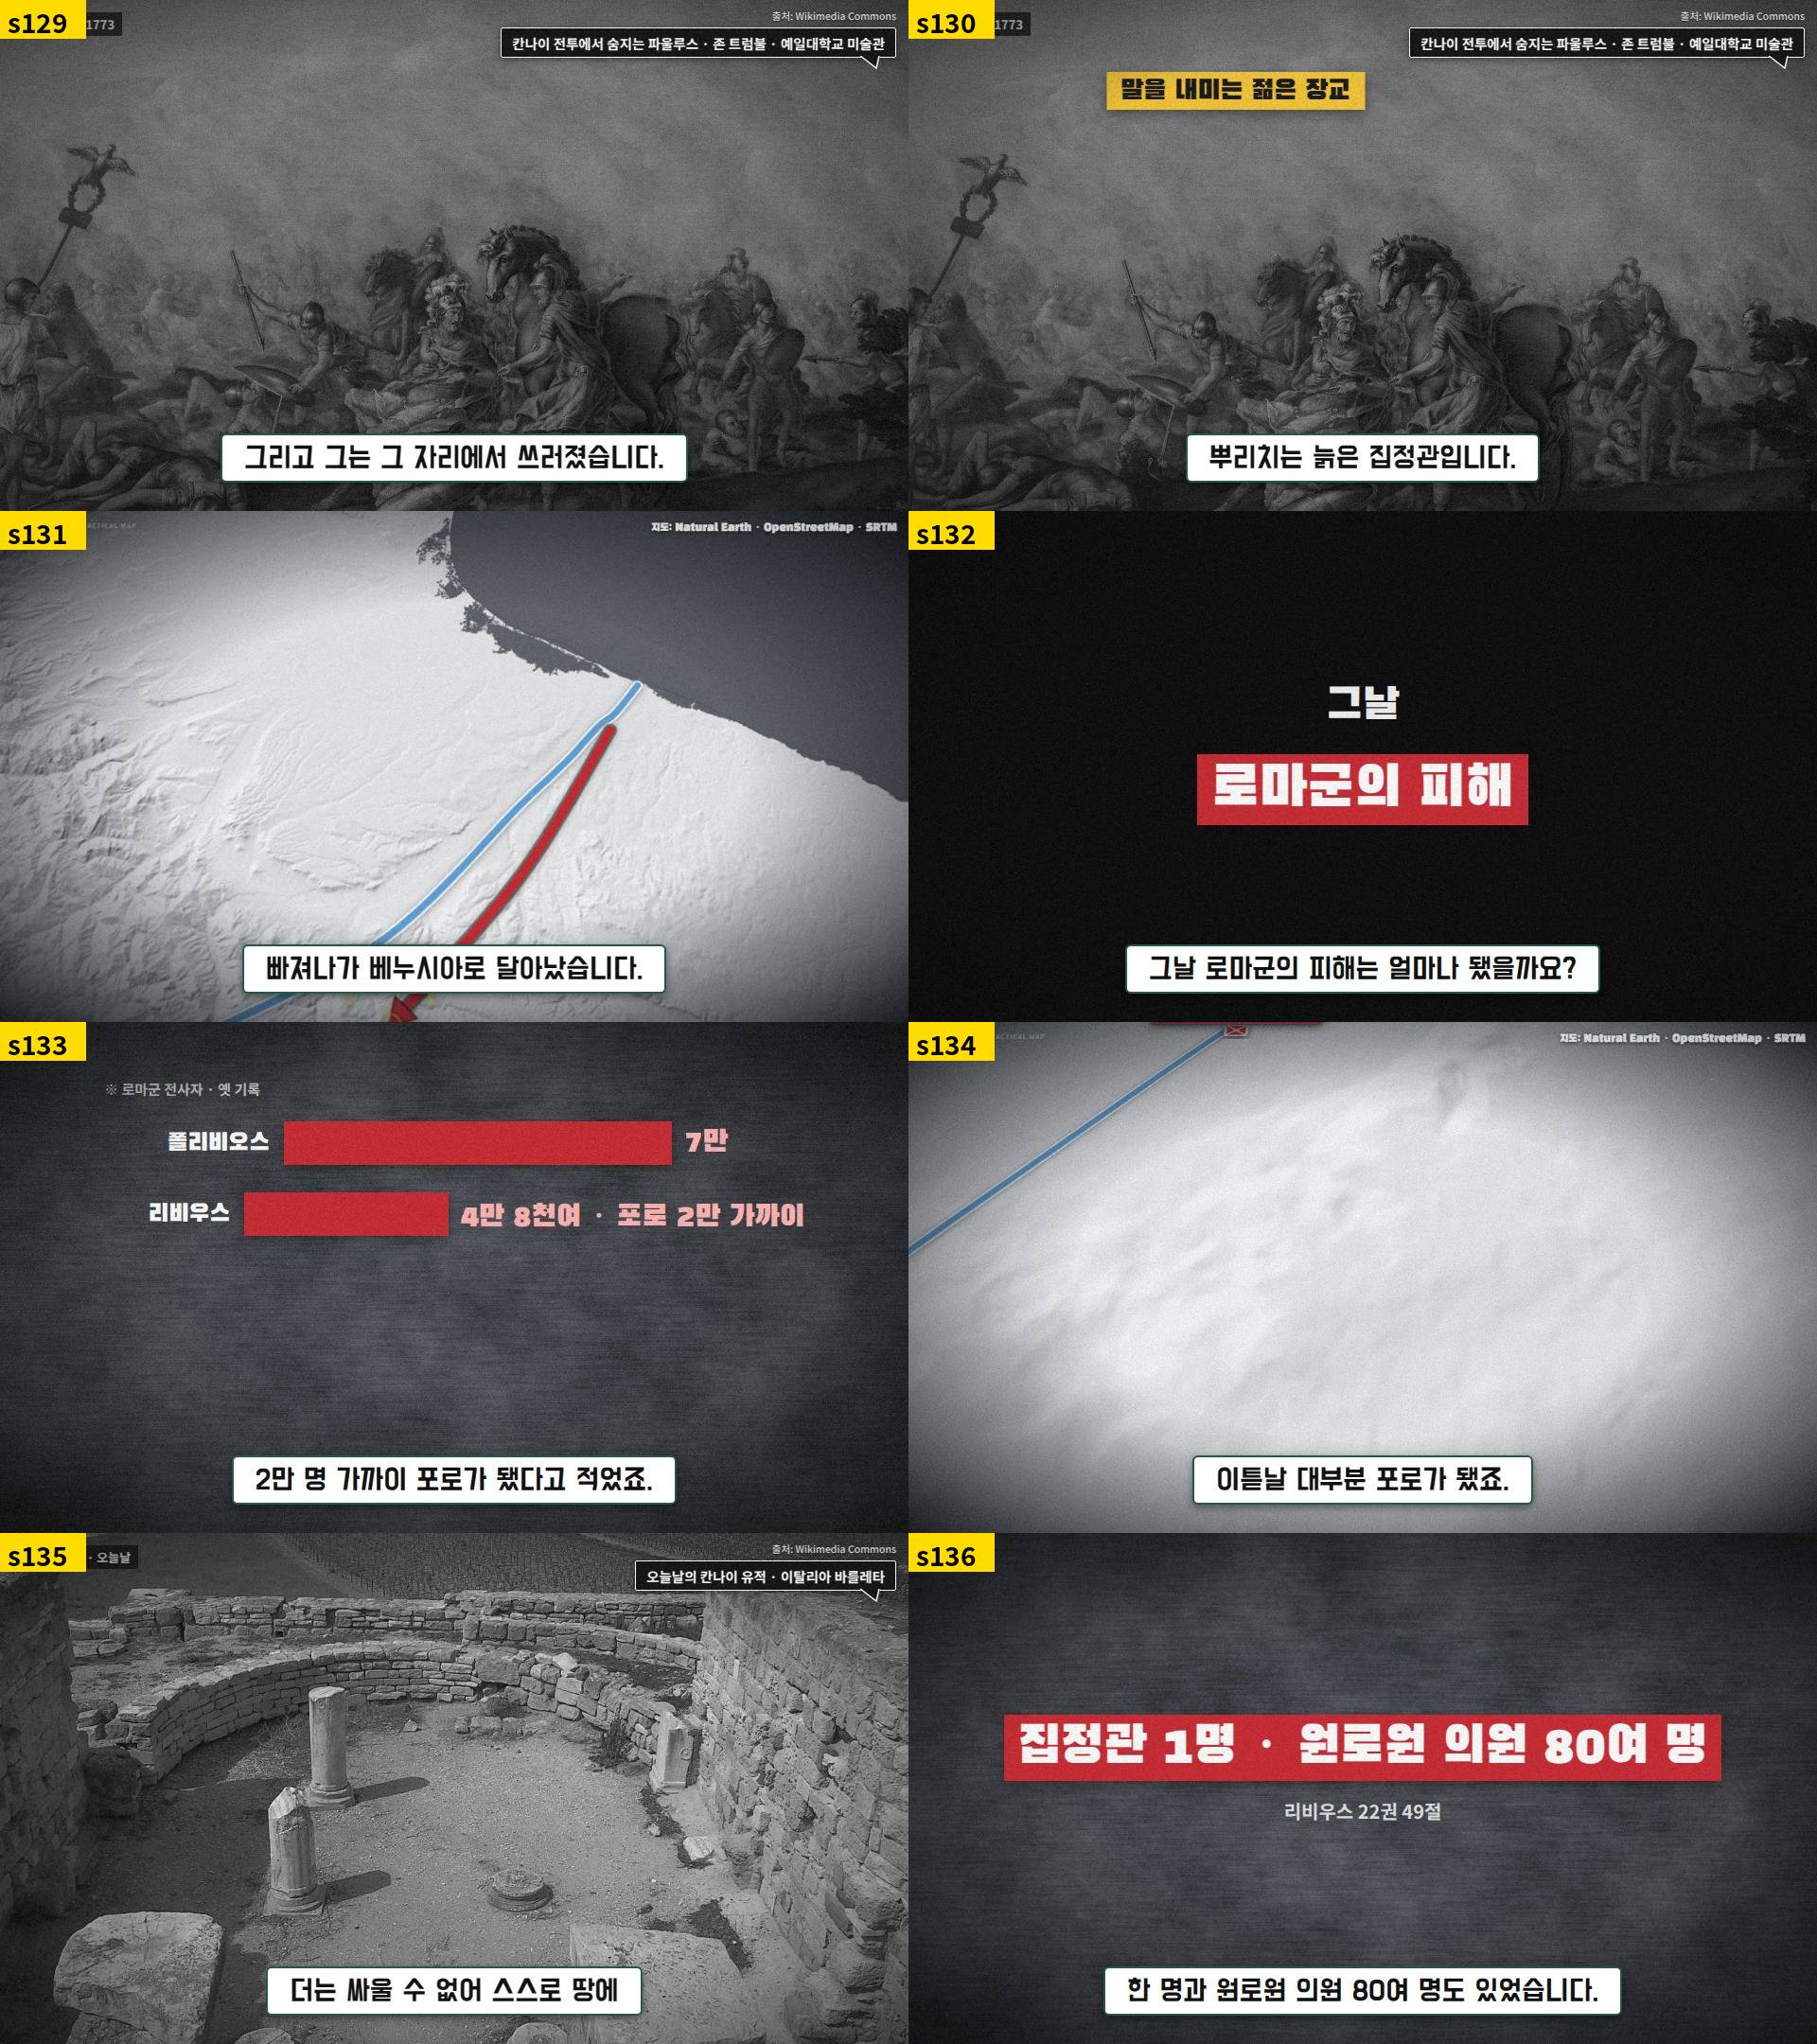 s129
1773
출처: Wikimedia Commons
칸나이 전투에서 숨지는 파울루스 · 존 트럼불 · 예일대학교 미술관
그리고 그는 그 자리에서 쓰러졌습니다.
s130
1773
출처: Wikimedia Commons
칸나이 전투에서 숨지는 파울루스 · 존 트럼불 · 예일대학교 미술관
말을 내미는 젊은 장교
뿌리치는 늙은 집정관입니다.
s131
ACTICAL MAP
지도: Natural Earth · OpenStreetMap · SRTM
빠져나가 베누시아로 달아났습니다.
s132
그날
로마군의 피해
그날 로마군의 피해는 얼마나 됐을까요?
s133
※ 로마군 전사자 · 옛 기록
폴리비오스 7만
리비우스 4만 8천여 · 포로 2만 가까이
2만 명 가까이 포로가 됐다고 적었죠.
s134
ACTICAL MAP
지도: Natural Earth · OpenStreetMap · SRTM
이튿날 대부분 포로가 됐죠.
s135
· 오늘날
출처: Wikimedia Commons
오늘날의 칸나이 유적 · 이탈리아 바를레타
더는 싸울 수 없어 스스로 땅에
s136
집정관 1명 · 원로원 의원 80여 명
리비우스 22권 49절
한 명과 원로원 의원 80여 명도 있었습니다.